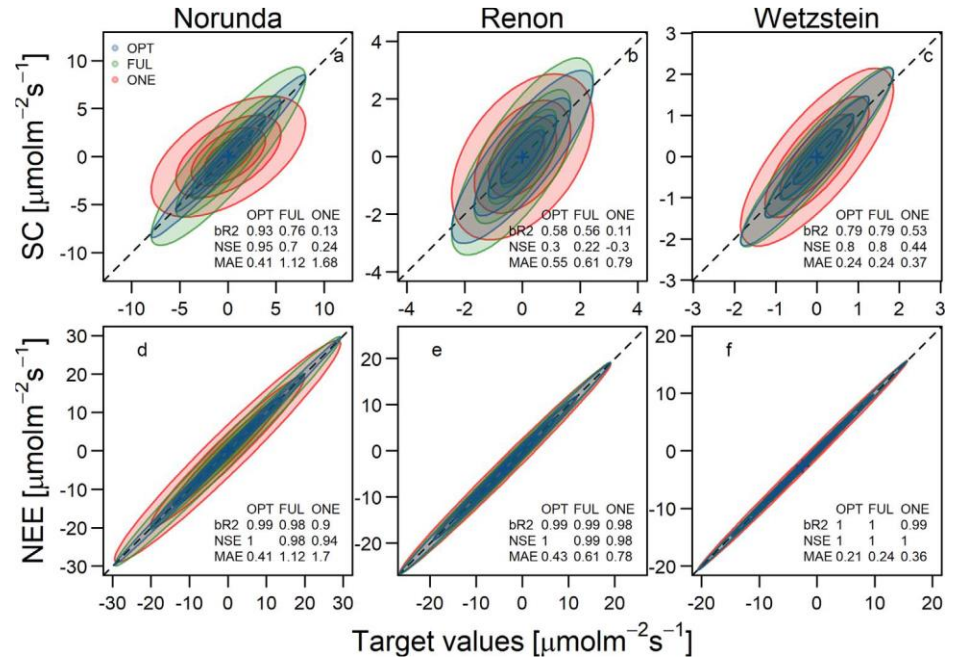 Norunda Renon Wetzstein
SC [μmolm−2s−1]
10
5
0
-5
-10
OPT
FUL
ONE
a
OPT FUL ONE
bR2 0.93 0.76 0.13
NSE 0.95 0.7 0.24
MAE 0.41 1.12 1.68
-10 -5 0 5 10
4
2
0
-2
-4
b
OPT FUL ONE
bR2 0.58 0.56 0.11
NSE 0.3 0.22 -0.3
MAE 0.55 0.61 0.79
-4 -2 0 2 4
3
2
1
0
-1
-2
-3
c
OPT FUL ONE
bR2 0.79 0.79 0.53
NSE 0.8 0.8 0.44
MAE 0.24 0.24 0.37
-3 -2 -1 0 1 2 3
NEE [μmolm−2s−1]
30
20
10
0
-10
-20
-30
d
OPT FUL ONE
bR2 0.99 0.98 0.9
NSE 1 0.98 0.94
MAE 0.41 1.12 1.7
-30 -20 -10 0 10 20 30
20
10
0
-10
-20
e
OPT FUL ONE
bR2 0.99 0.99 0.98
NSE 1 0.99 0.98
MAE 0.43 0.61 0.78
-20 -10 0 10 20
20
10
0
-10
-20
f
OPT FUL ONE
bR2 1 1 0.99
NSE 1 1 1
MAE 0.21 0.24 0.36
-20 -10 0 10 20
Target values [μmolm−2s−1]